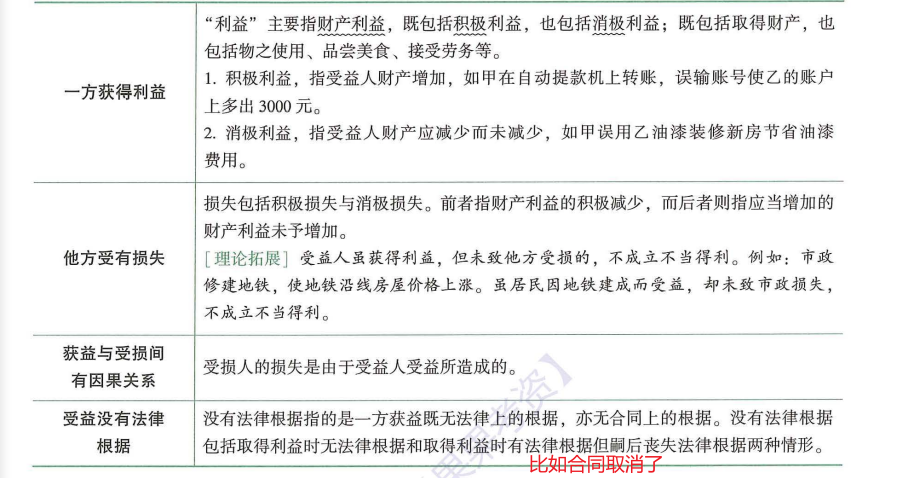 “利益”主要指财产利益，既包括积极利益，也包括消极利益；既包括取得财产，也
包括物之使用、品尝美食、接受劳务等。
一方获得利益
1. 积极利益，指受益人财产增加，如甲在自动提款机上转账，误输账号使乙的账户
上多出 3000 元。
2. 消极利益，指受益人财产应减少而未减少，如甲误用乙油漆装修新房节省油漆
费用。
损失包括积极损失与消极损失。前者指财产利益的积极减少，而后者则指应当增加的
财产利益未予增加。
他方受有损失
[理论拓展] 受益人虽获得利益，但未致他方受损的，不成立不当得利。例如：市政
修建地铁，使地铁沿线房屋价格上涨。虽居民因地铁建成而受益，却未致市政损失，
不成立不当得利。
获益与受损间
有因果关系
受损人的损失是由于受益人受益所造成的。
受益没有法律
根据
没有法律根据指的是一方获益既无法律上的根据，亦无合同上的根据。没有法律根据
包括取得利益时无法律根据和取得利益时有法律根据但嗣后丧失法律根据两种情形。
比如合同取消了
果果考资】